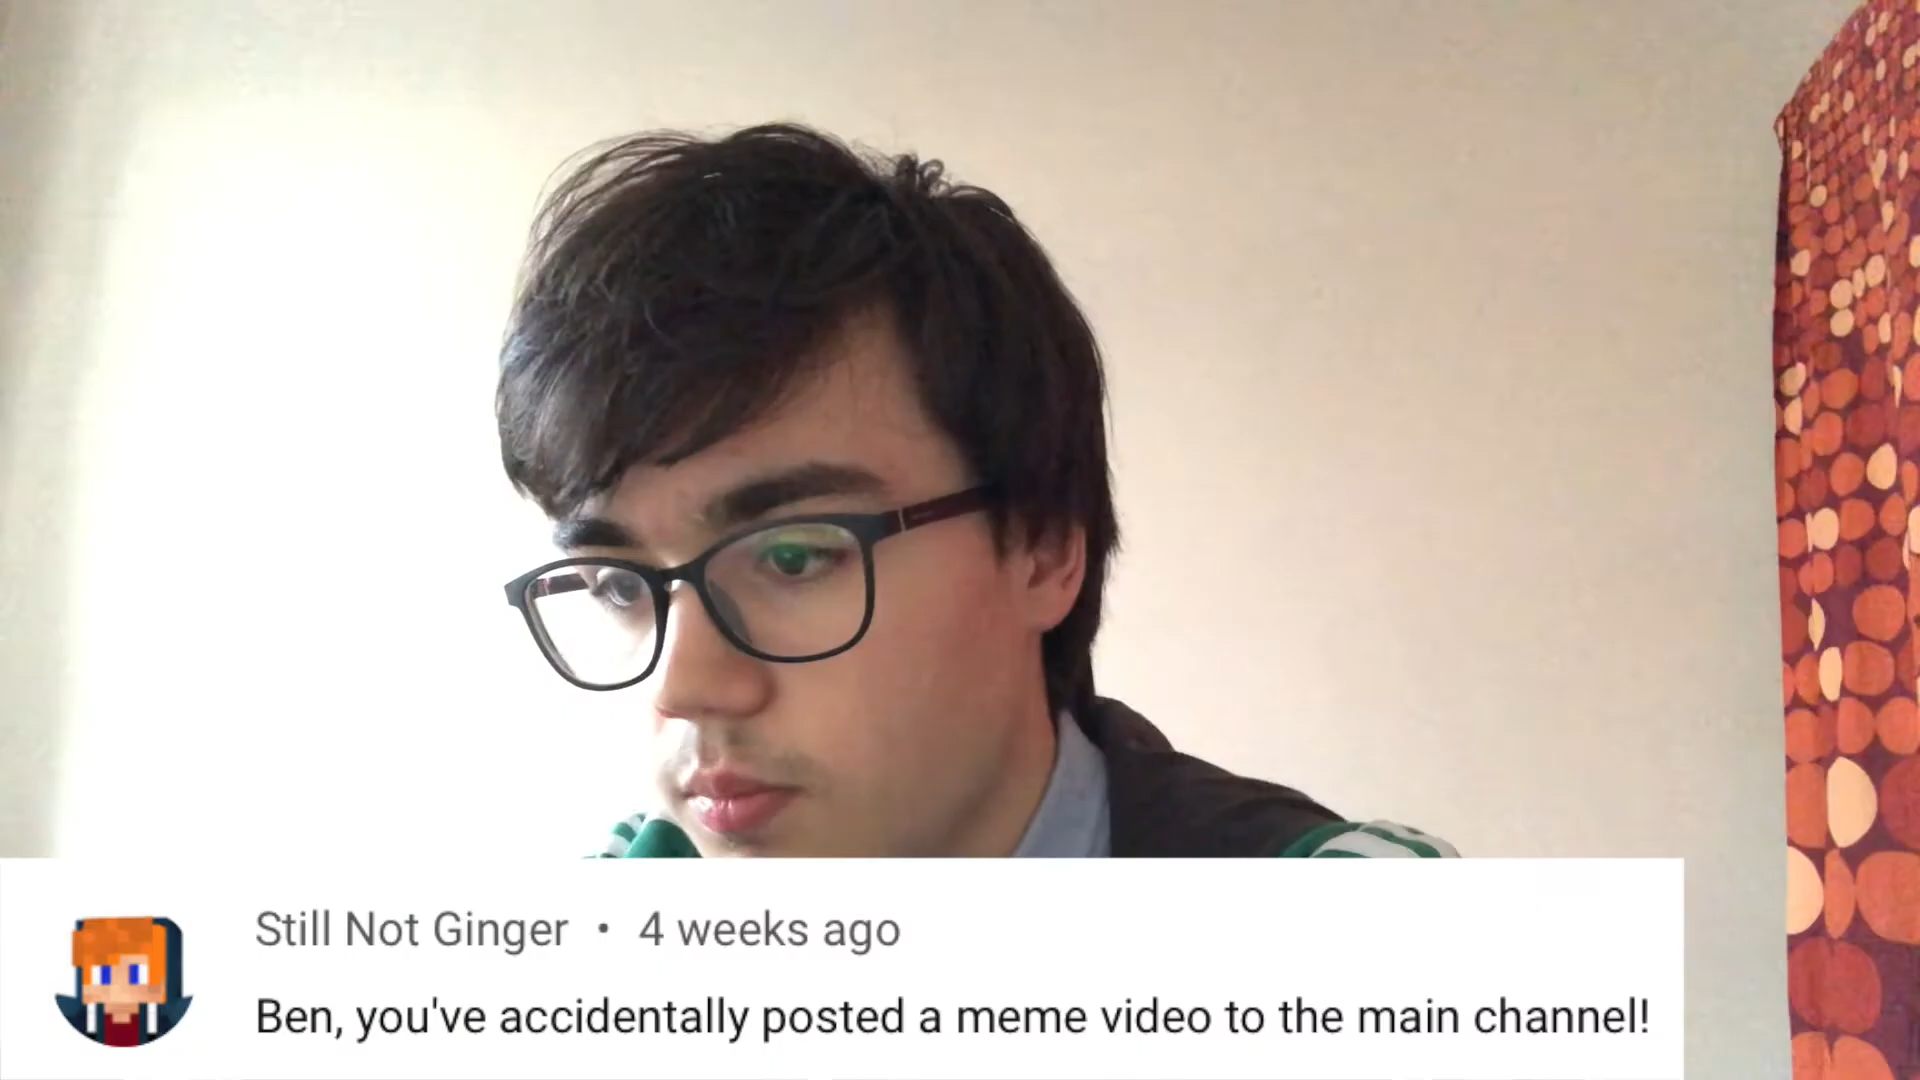 Still Not Ginger • 4 weeks ago
Ben, you've accidentally posted a meme video to the main channel!